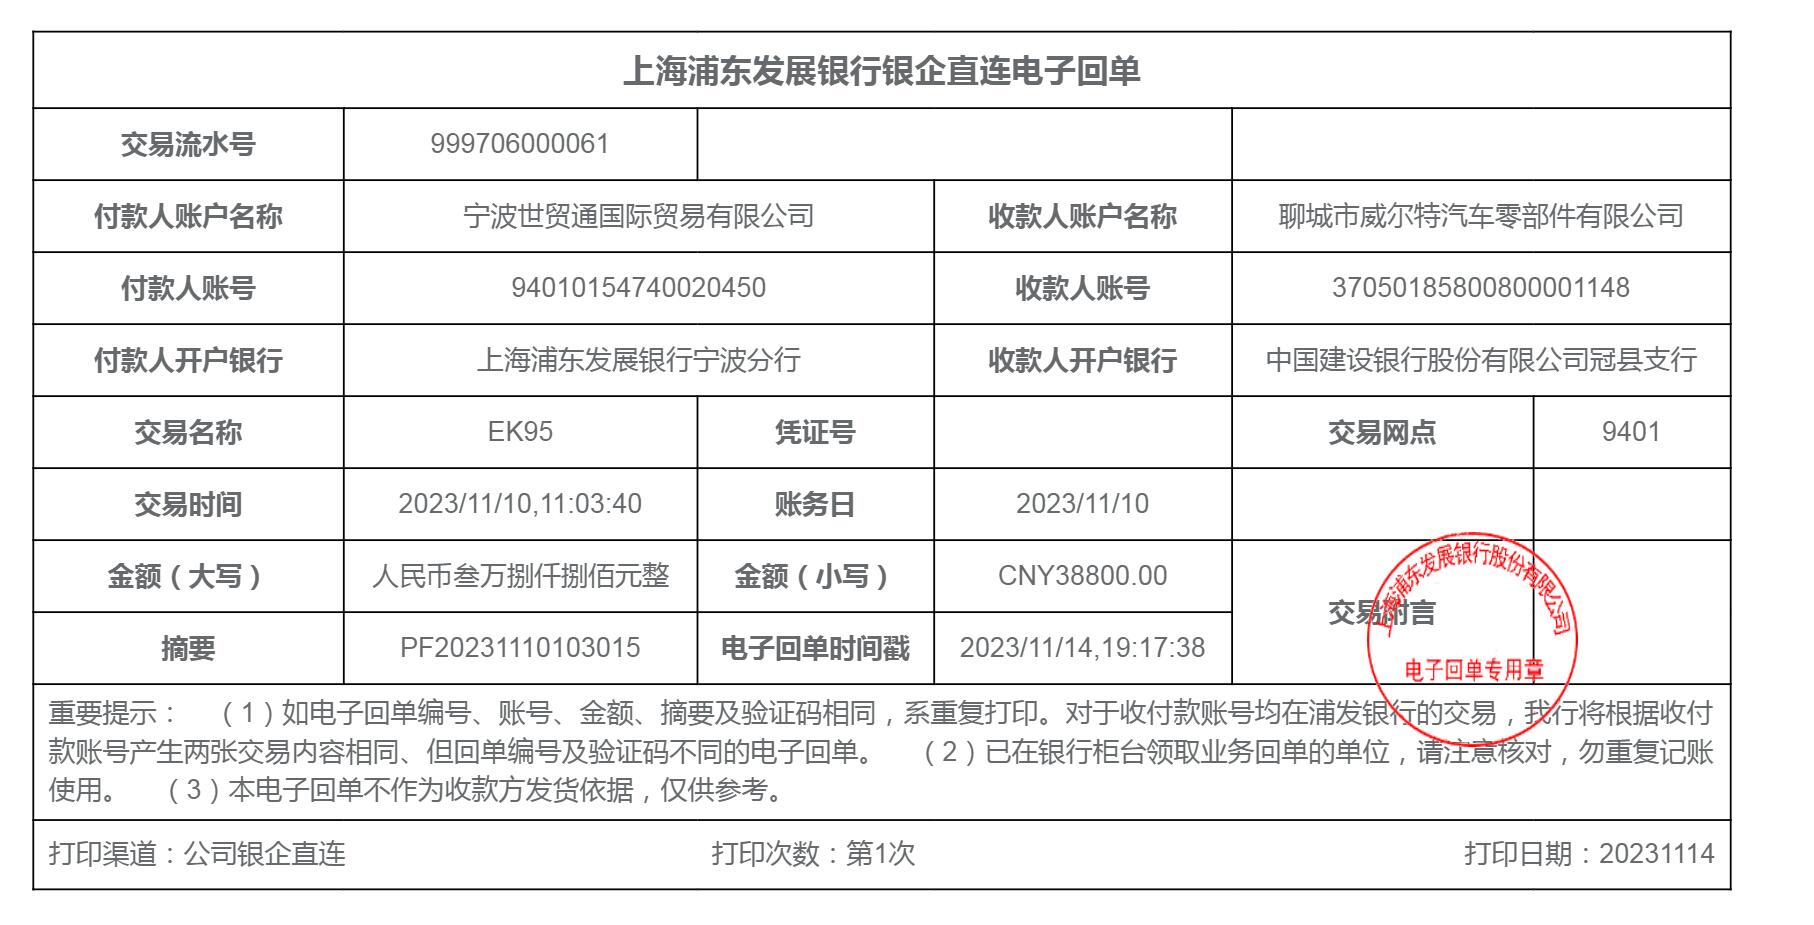 上海浦东发展银行银企直连电子回单
交易流水号 999706000061
付款人账户名称 宁波世贸通国际贸易有限公司 收款人账户名称 聊城市威尔特汽车零部件有限公司
付款人账号 94010154740020450 收款人账号 37050185800800001148
付款人开户银行 上海浦东发展银行宁波分行 收款人开户银行 中国建设银行股份有限公司冠县支行
交易名称 EK95 凭证号 交易网点 9401
交易时间 2023/11/10,11:03:40 账务日 2023/11/10
金额（大写） 人民币叁万捌仟捌佰元整 金额（小写） CNY38800.00
交易附言
摘要 PF20231110103015 电子回单时间戳 2023/11/14,19:17:38
上海浦东发展银行股份有限公司
电子回单专用章
重要提示： （1）如电子回单编号、账号、金额、摘要及验证码相同，系重复打印。对于收付款账号均在浦发银行的交易，我行将根据收付
款账号产生两张交易内容相同、但回单编号及验证码不同的电子回单。 （2）已在银行柜台领取业务回单的单位，请注意核对，勿重复记账
使用。 （3）本电子回单不作为收款方发货依据，仅供参考。
打印渠道：公司银企直连 打印次数：第1次 打印日期：20231114